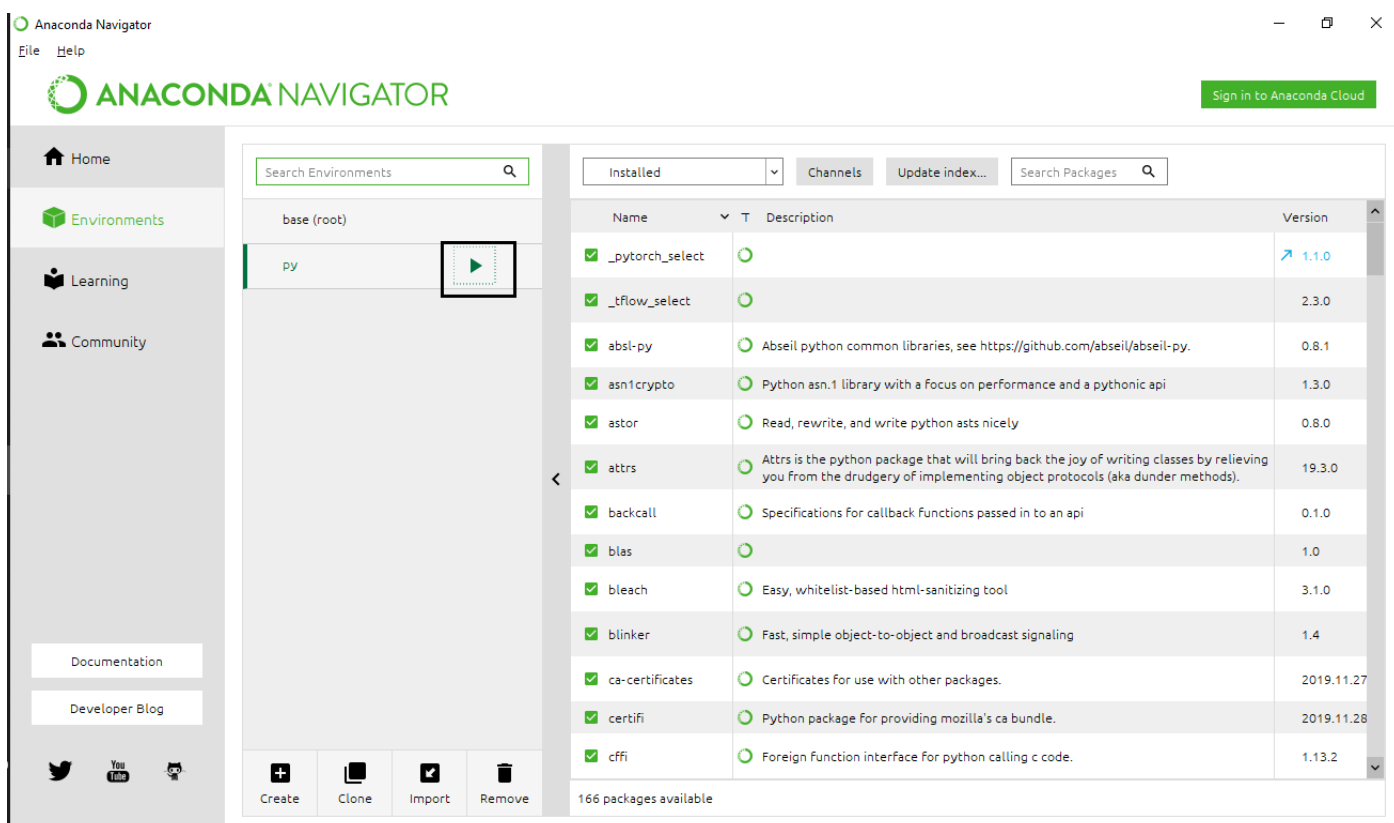 Anaconda Navigator
File Help
ANACONDA NAVIGATOR
Sign in to Anaconda Cloud
Home
Environments
Learning
Community
Documentation
Developer Blog
You
Tube
Search Environments
base (root)
py
Create Clone Import Remove
Installed Channels Update index... Search Packages
Name T Description Version
_pytorch_select 1.1.0
_tflow_select 2.3.0
absl-py Abseil python common libraries, see https://github.com/abseil/abseil-py. 0.8.1
asn1crypto Python asn.1 library with a focus on performance and a pythonic api 1.3.0
astor Read, rewrite, and write python asts nicely 0.8.0
attrs Attrs is the python package that will bring back the joy of writing classes by relieving
you from the drudgery of implementing object protocols (aka dunder methods). 19.3.0
backcall Specifications for callback functions passed in to an api 0.1.0
blas 1.0
bleach Easy, whitelist-based html-sanitizing tool 3.1.0
blinker Fast, simple object-to-object and broadcast signaling 1.4
ca-certificates Certificates for use with other packages. 2019.11.27
certifi Python package for providing mozilla's ca bundle. 2019.11.28
cffi Foreign function interface for python calling c code. 1.13.2
166 packages available